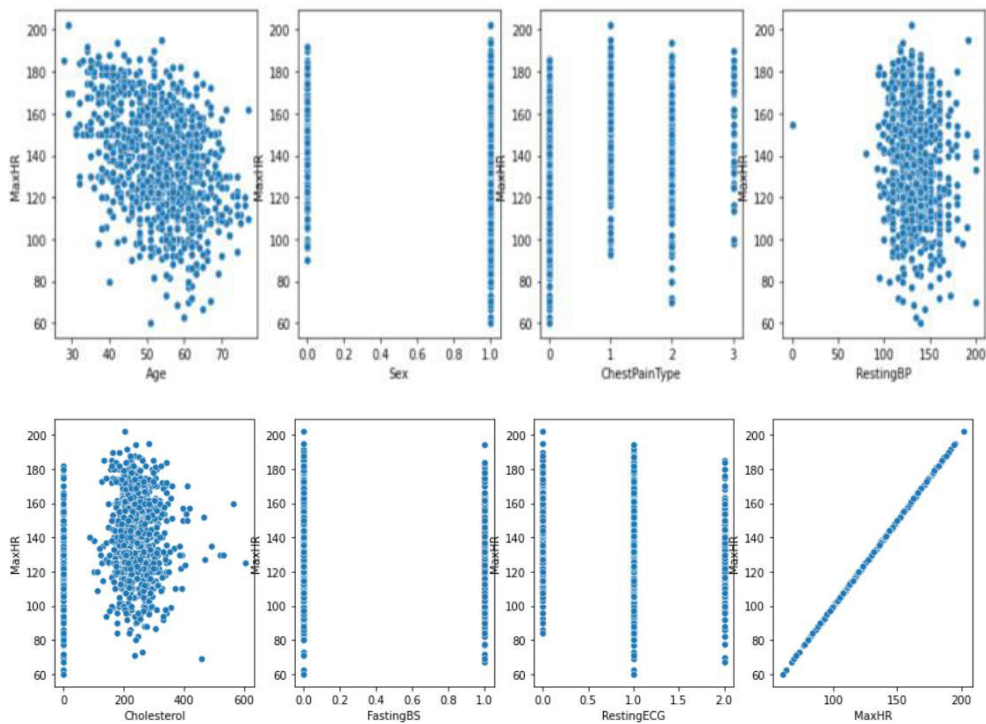 200
180
160
140
120
100
80
60
MaxHR
30 40 50 60 70
Age
200
180
160
140
120
100
80
60
MaxHR
0.0 0.2 0.4 0.6 0.8 1.0
Sex
200
180
160
140
120
100
80
60
MaxHR
0 1 2 3
ChestPainType
200
180
160
140
120
100
80
60
MaxHR
0 50 100 150 200
RestingBP
200
180
160
140
120
100
80
60
MaxHR
0 200 400 600
Cholesterol
200
180
160
140
120
100
80
60
MaxHR
0.0 0.2 0.4 0.6 0.8 1.0
FastingBS
200
180
160
140
120
100
80
60
MaxHR
0.0 0.5 1.0 1.5 2.0
RestingECG
200
180
160
140
120
100
80
60
MaxHR
100 150 200
MaxHR